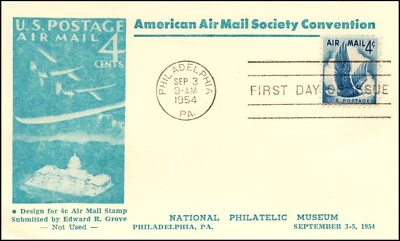 U.S. POSTAGE
AIR MAIL 4
CENTS
● Design for 4c Air Mail Stamp
Submitted by Edward R. Grove
— Not Used —
American Air Mail Society Convention
PHILADELPHIA
SEP 3
9-AM
1954
PA.
AIR MAIL 4¢
U.S. POSTAGE
FIRST DAY OF ISSUE
NATIONAL PHILATELIC MUSEUM
PHILADELPHIA, PA. SEPTEMBER 3-5, 1954